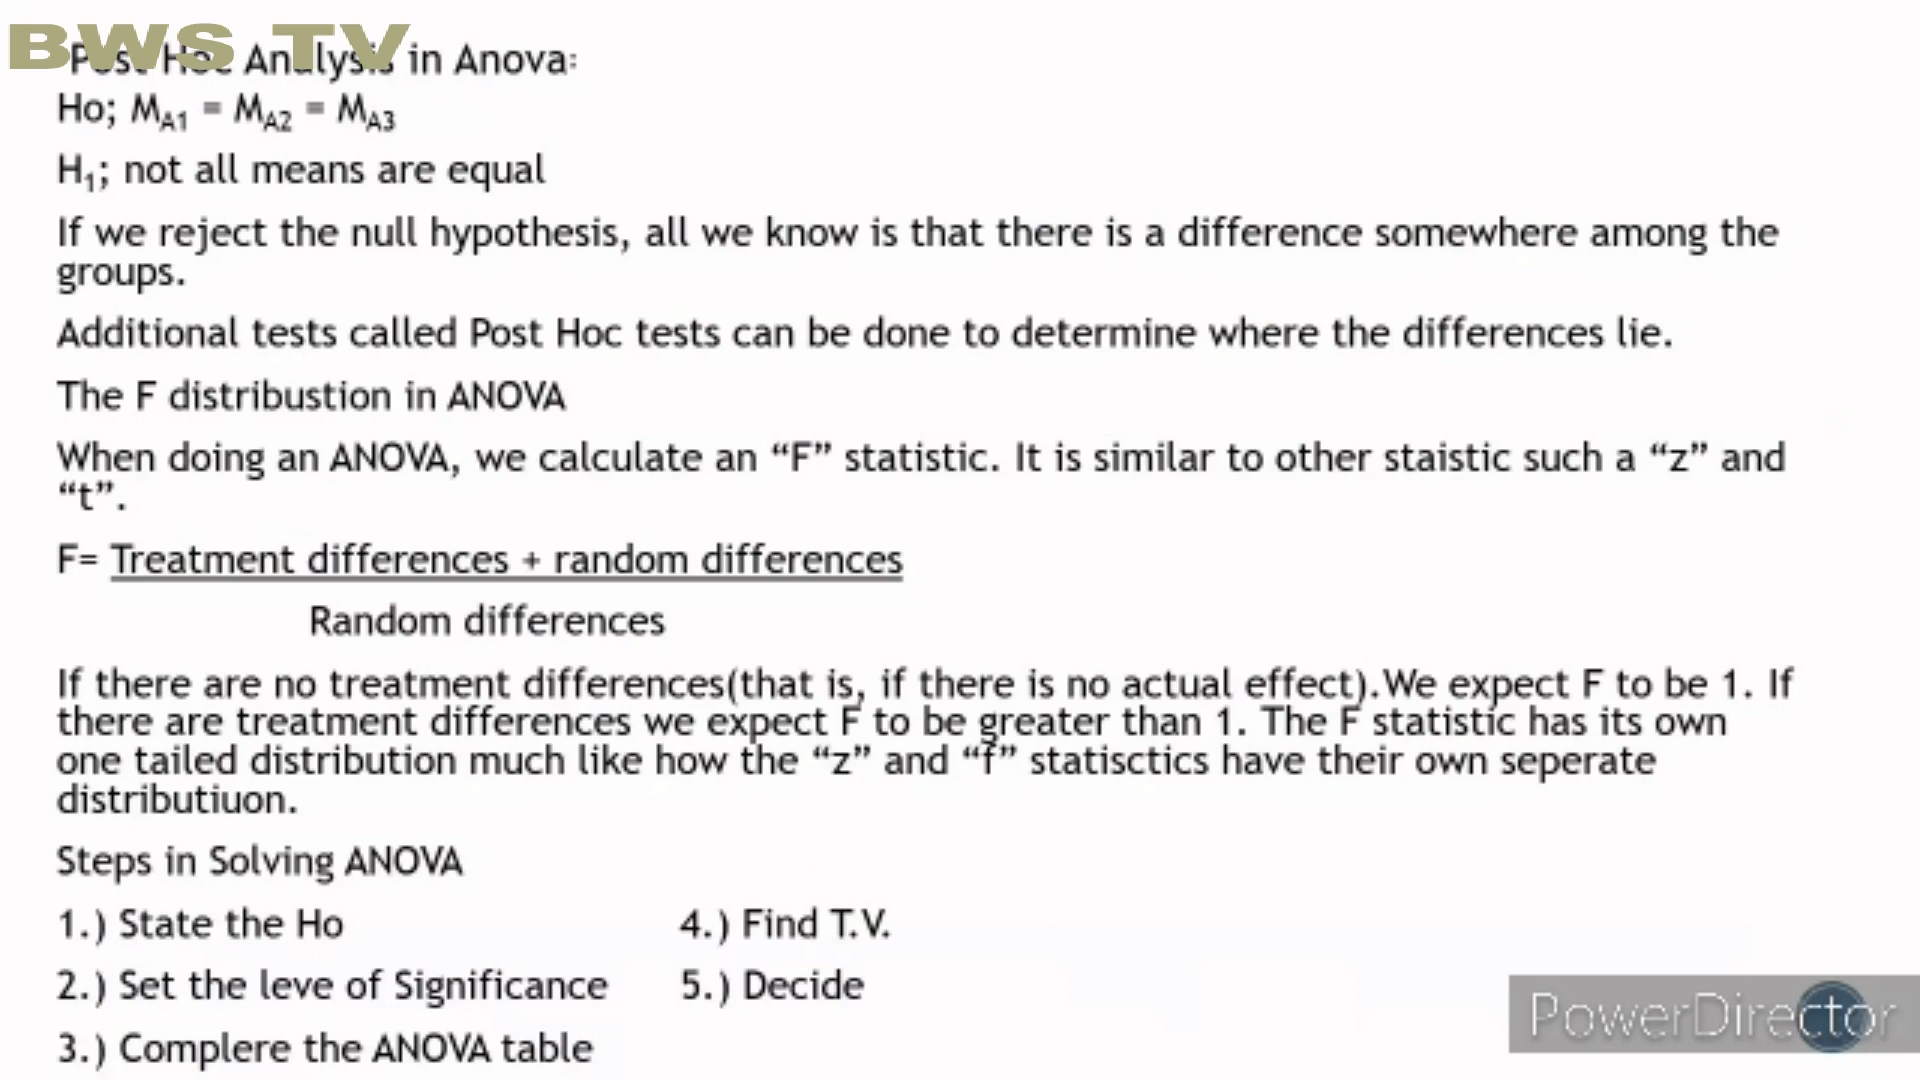 BWS TV
Post Hoc Analysis in Anova:
Ho; MA1 = MA2 = MA3
H1; not all means are equal
If we reject the null hypothesis, all we know is that there is a difference somewhere among the
groups.
Additional tests called Post Hoc tests can be done to determine where the differences lie.
The F distribustion in ANOVA
When doing an ANOVA, we calculate an “F” statistic. It is similar to other staistic such a “z” and
“t”.
F= Treatment differences + random differences
Random differences
If there are no treatment differences(that is, if there is no actual effect).We expect F to be 1. If
there are treatment differences we expect F to be greater than 1. The F statistic has its own
one tailed distribution much like how the “z” and “f” statisctics have their own seperate
distributiuon.
Steps in Solving ANOVA
1.) State the Ho 4.) Find T.V.
2.) Set the leve of Significance 5.) Decide
3.) Complere the ANOVA table
PowerDirector